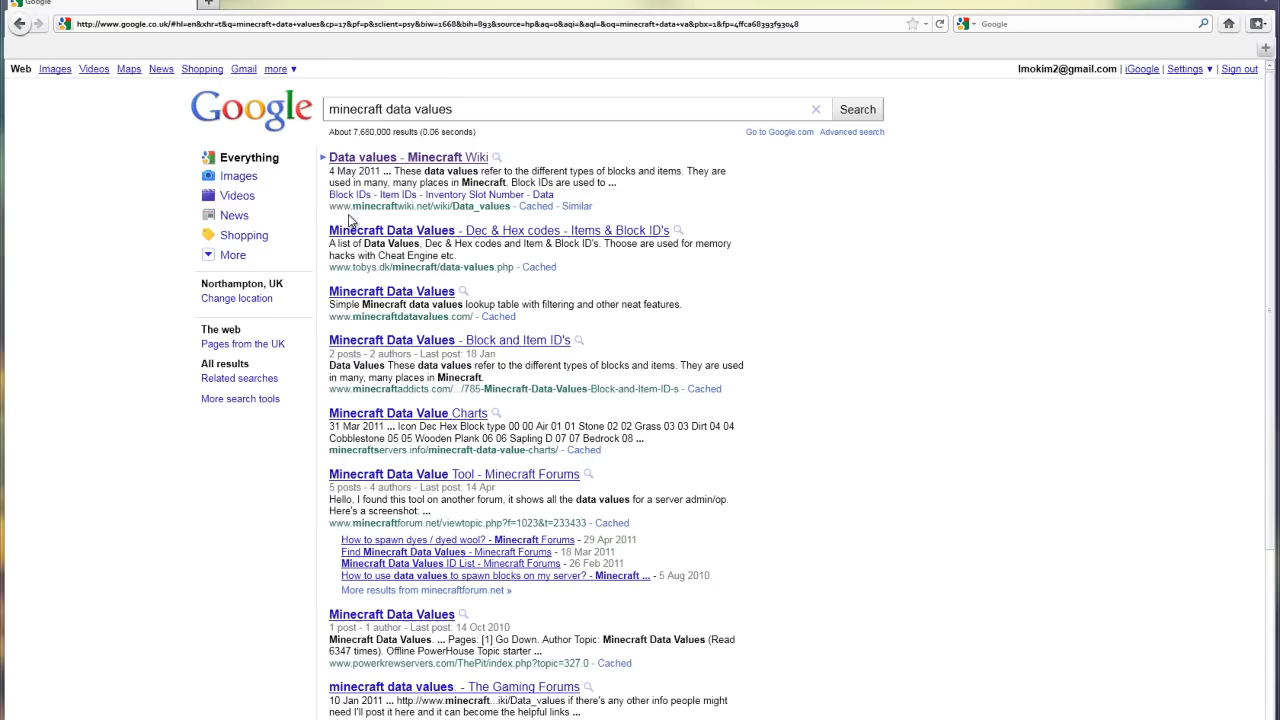 Google
http://www.google.co.uk/#hl=en&xhr=t&q=minecraft+data+values&cp=17&pf=p&sclient=psy&biw=1668&bih=893&source=hp&aq=o&aqi=&aql=&oq=minecraft+data+va&pbx=1&fp=4ffca68393f93048
Google
Web Images Videos Maps News Shopping Gmail more ▼
lmokim2@gmail.com | iGoogle | Settings ▼ | Sign out
Google
minecraft data values
Search
About 7,680,000 results (0.06 seconds)
Go to Google.com Advanced search
Everything
Images
Videos
News
Shopping
More
Northampton, UK
Change location
The web
Pages from the UK
All results
Related searches
More search tools
Data values - Minecraft Wiki
4 May 2011 ... These data values refer to the different types of blocks and items. They are
used in many, many places in Minecraft. Block IDs are used to ...
Block IDs - Item IDs - Inventory Slot Number - Data
www.minecraftwiki.net/wiki/Data_values - Cached - Similar
Minecraft Data Values - Dec & Hex codes - Items & Block ID's
A list of Data Values, Dec & Hex codes and Item & Block ID's. Thoose are used for memory
hacks with Cheat Engine etc.
www.tobys.dk/minecraft/data-values.php - Cached
Minecraft Data Values
Simple Minecraft data values lookup table with filtering and other neat features.
www.minecraftdatavalues.com/ - Cached
Minecraft Data Values - Block and Item ID's
2 posts - 2 authors - Last post: 18 Jan
Data Values These data values refer to the different types of blocks and items. They are used
in many, many places in Minecraft.
www.minecraftaddicts.com/.../785-Minecraft-Data-Values-Block-and-Item-ID-s - Cached
Minecraft Data Value Charts
31 Mar 2011 ... Icon Dec Hex Block type 00 00 Air 01 01 Stone 02 02 Grass 03 03 Dirt 04 04
Cobblestone 05 05 Wooden Plank 06 06 Sapling D 07 07 Bedrock 08 ...
minecraftservers.info/minecraft-data-value-charts/ - Cached
Minecraft Data Value Tool - Minecraft Forums
5 posts - 4 authors - Last post: 14 Apr
Hello, I found this tool on another forum, it shows all the data values for a server admin/op.
Here's a screenshot: ...
www.minecraftforum.net/viewtopic.php?f=1023&t=233433 - Cached
How to spawn dyes / dyed wool? - Minecraft Forums - 29 Apr 2011
Find Minecraft Data Values - Minecraft Forums - 18 Mar 2011
Minecraft Data Values ID List - Minecraft Forums - 26 Feb 2011
How to use data values to spawn blocks on my server? - Minecraft ... - 5 Aug 2010
More results from minecraftforum.net »
Minecraft Data Values
1 post - 1 author - Last post: 14 Oct 2010
Minecraft Data Values. ... Pages: [1] Go Down. Author Topic: Minecraft Data Values (Read
6347 times). Offline PowerHouse Topic starter ...
www.powerkrewservers.com/ThePit/index.php?topic=327.0 - Cached
minecraft data values. - The Gaming Forums
10 Jan 2011 ... http://www.minecraft...iki/Data_values if there's any other info people might
need I'll post it here and it can become the helpful links ...